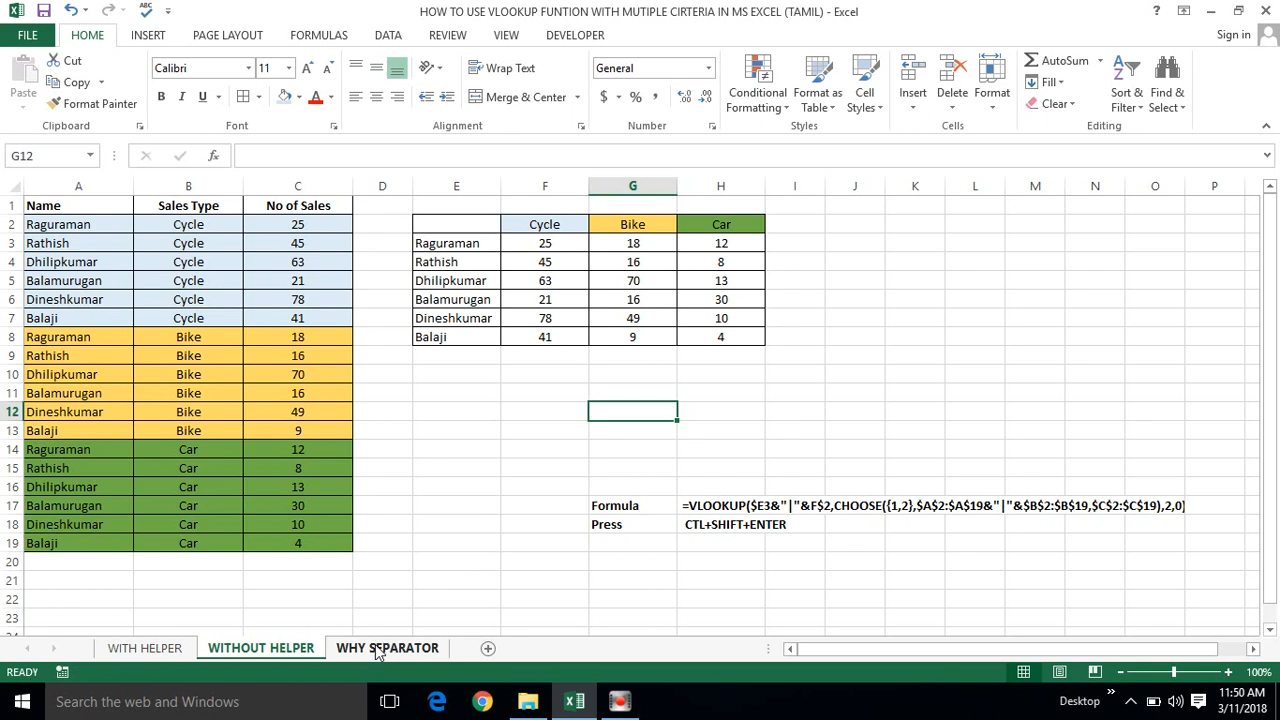 HOW TO USE VLOOKUP FUNTION WITH MUTIPLE CIRTERIA IN MS EXCEL (TAMIL) - Excel
FILE HOME INSERT PAGE LAYOUT FORMULAS DATA REVIEW VIEW DEVELOPER Sign in
Paste Cut Copy Format Painter Clipboard
Calibri 11 B I U A Font
Wrap Text Merge & Center Alignment
General $ % , Number
Conditional Formatting Format as Table Cell Styles Styles
Insert Delete Format Cells
AutoSum Fill Clear Sort & Filter Find & Select Editing
G12 fx
A B C D E F G H I J K L M N O P
1 Name Sales Type No of Sales
2 Raguraman Cycle 25 Cycle Bike Car
3 Rathish Cycle 45 Raguraman 25 18 12
4 Dhilipkumar Cycle 63 Rathish 45 16 8
5 Balamurugan Cycle 21 Dhilipkumar 63 70 13
6 Dineshkumar Cycle 78 Balamurugan 21 16 30
7 Balaji Cycle 41 Dineshkumar 78 49 10
8 Raguraman Bike 18 Balaji 41 9 4
9 Rathish Bike 16
10 Dhilipkumar Bike 70
11 Balamurugan Bike 16
12 Dineshkumar Bike 49
13 Balaji Bike 9
14 Raguraman Car 12
15 Rathish Car 8
16 Dhilipkumar Car 13
17 Balamurugan Car 30 Formula =VLOOKUP($E3&"|"&F$2,CHOOSE({1,2},$A$2:$A$19&"|"&$B$2:$B$19,$C$2:$C$19),2,0)
18 Dineshkumar Car 10 Press CTL+SHIFT+ENTER
19 Balaji Car 4
20
21
22
23
WITH HELPER WITHOUT HELPER WHY SEPARATOR
READY 100%
Search the web and Windows Desktop 11:50 AM
3/11/2018